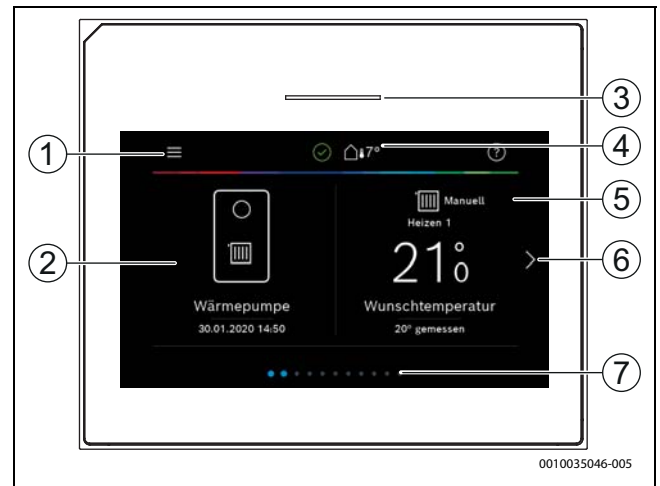 3
1
7°
?
4
Manuell
5
Heizen 1
2
21°0
6
Wärmepumpe
Wunschtemperatur
30.01.2020 14:50
20° gemessen
7
0010035046-005